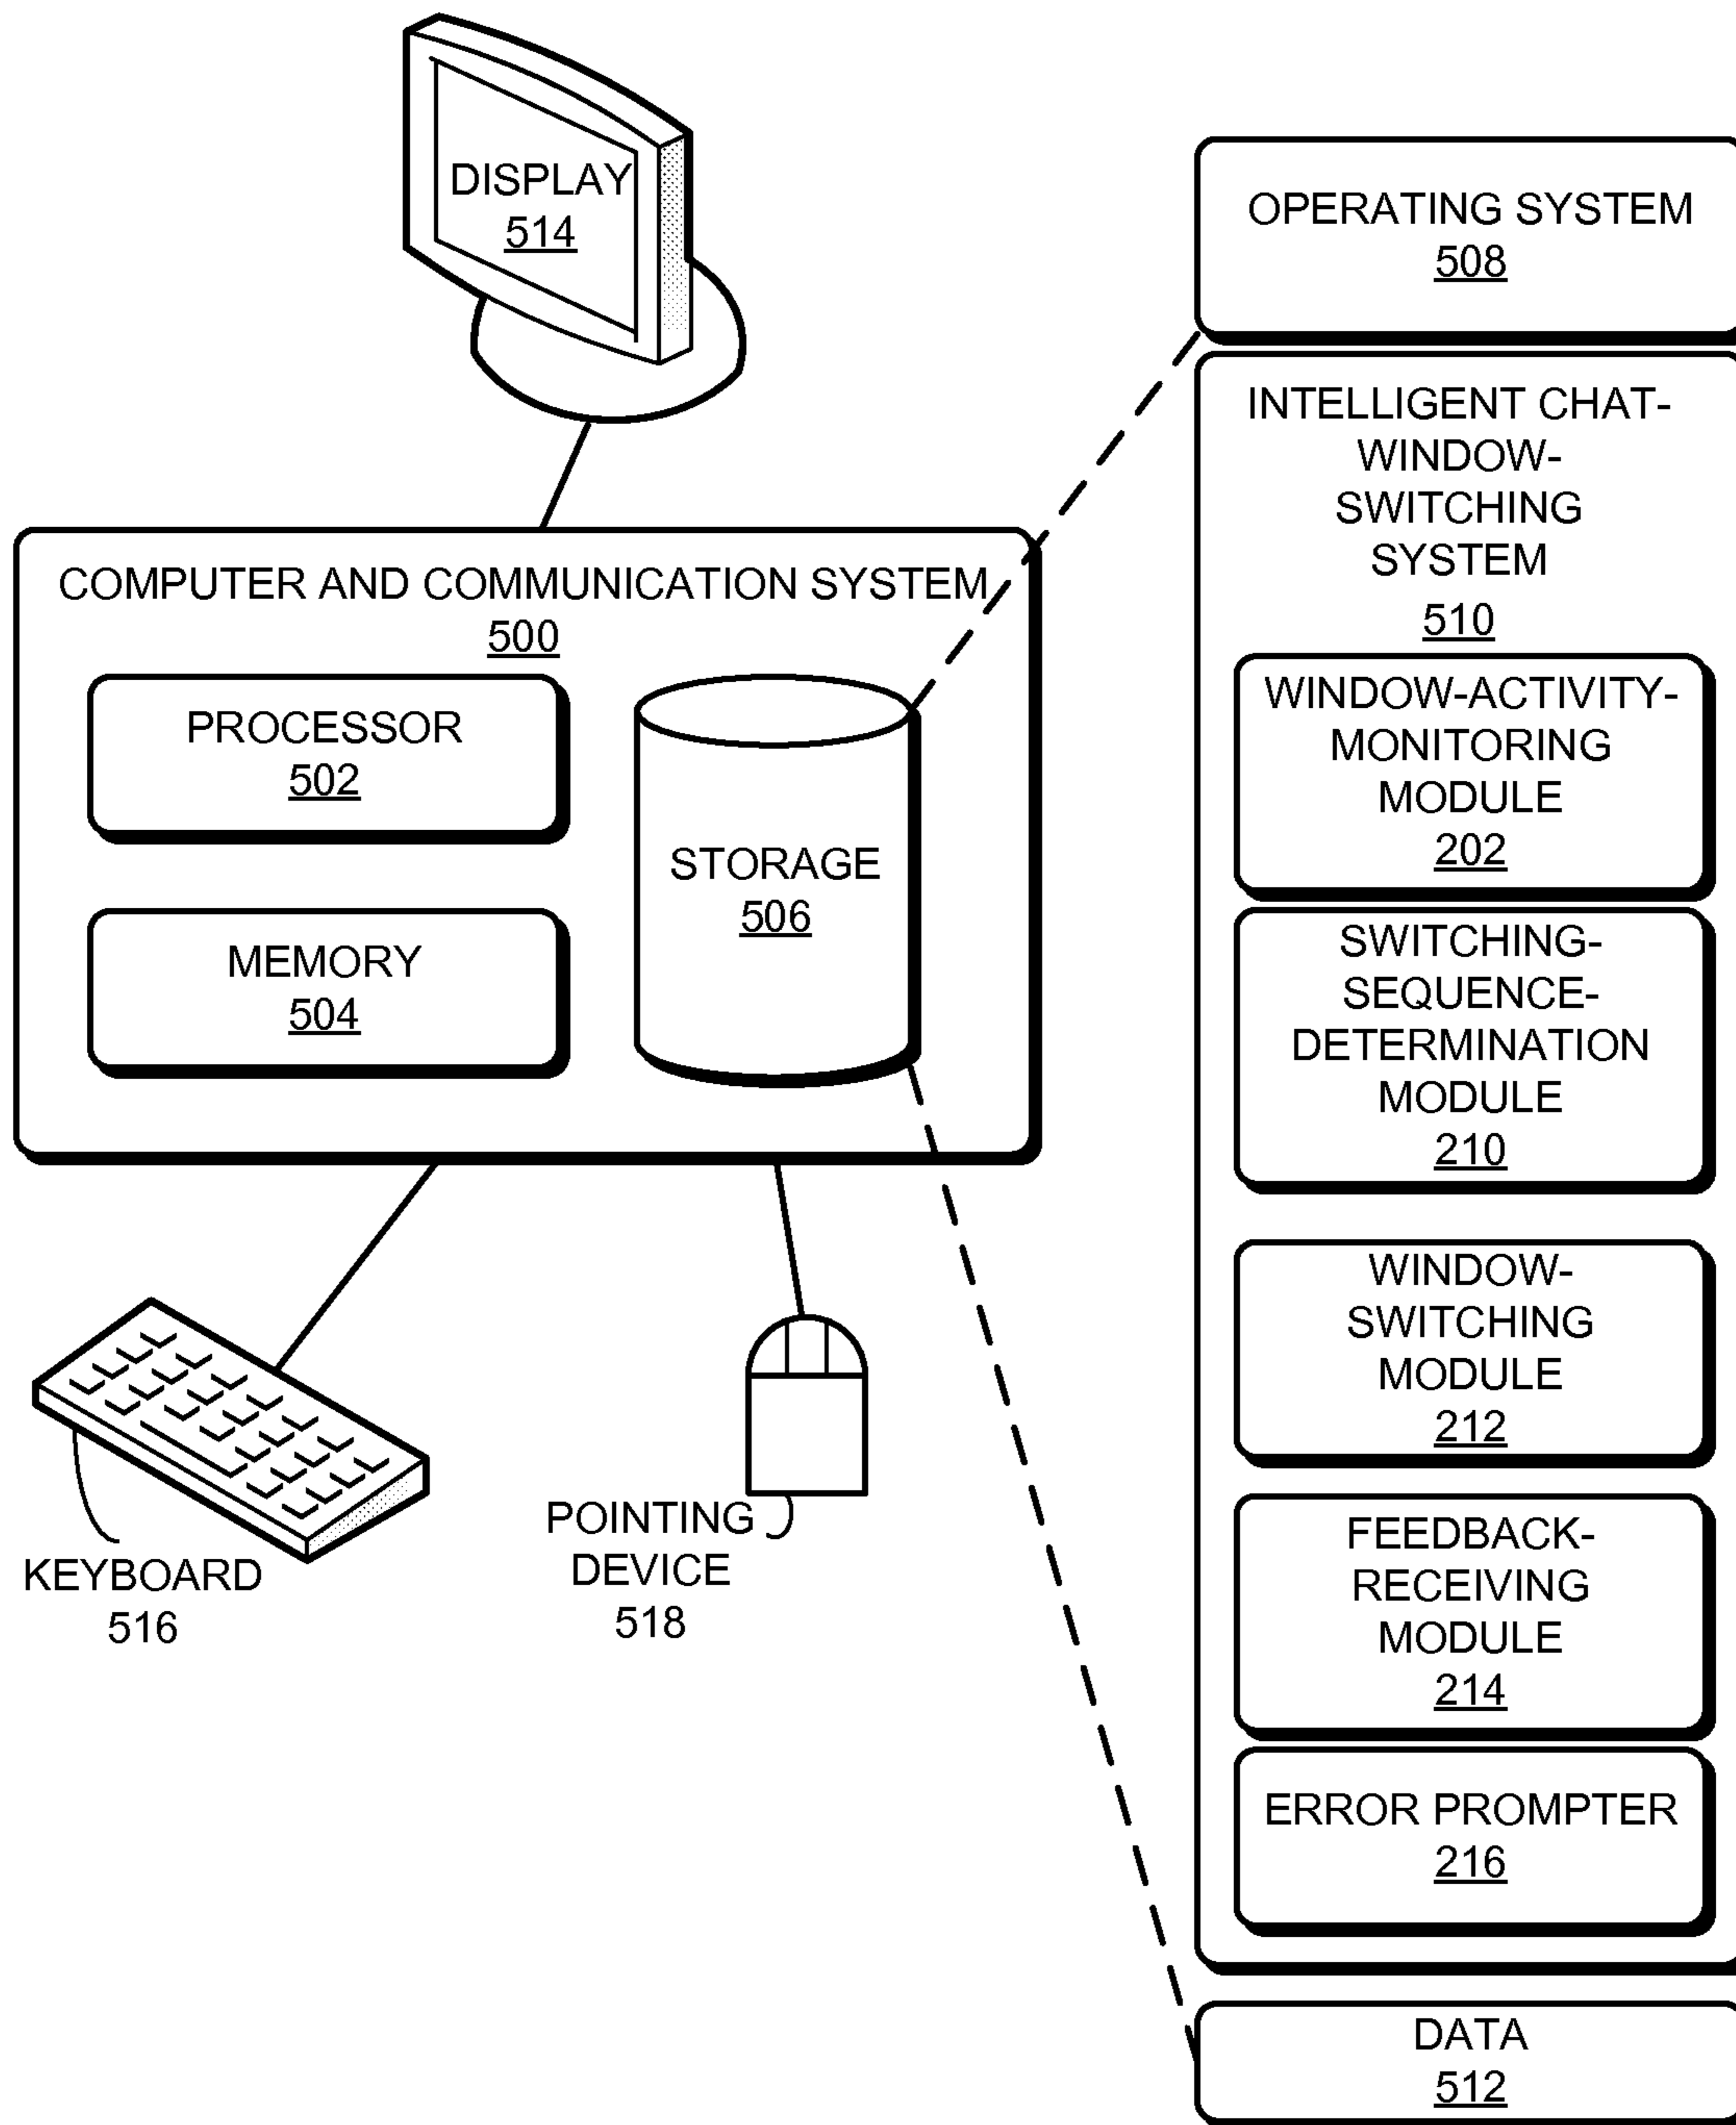 DISPLAY
514
COMPUTER AND COMMUNICATION SYSTEM
500
PROCESSOR
502
MEMORY
504
STORAGE
506
KEYBOARD
516
POINTING
DEVICE
518
OPERATING SYSTEM
508
INTELLIGENT CHAT-
WINDOW-
SWITCHING
SYSTEM
510
WINDOW-ACTIVITY-
MONITORING
MODULE
202
SWITCHING-
SEQUENCE-
DETERMINATION
MODULE
210
WINDOW-
SWITCHING
MODULE
212
FEEDBACK-
RECEIVING
MODULE
214
ERROR PROMPTER
216
DATA
512